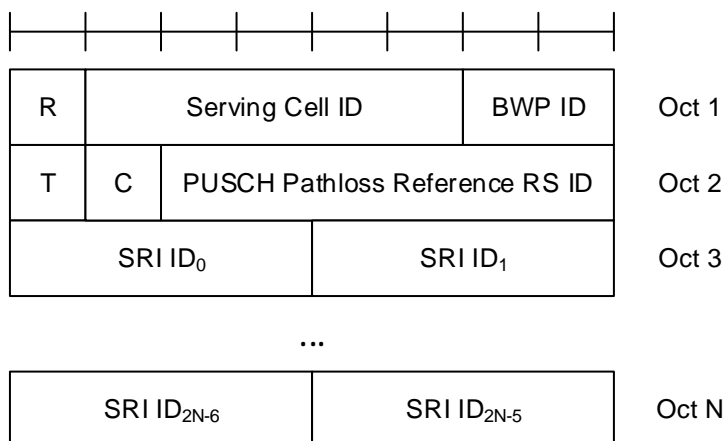 R Serving Cell ID BWP ID Oct 1
T C PUSCH Pathloss Reference RS ID Oct 2
SRI ID₀ SRI ID₁ Oct 3
...
SRI ID₂N₋₆ SRI ID₂N₋₅ Oct N